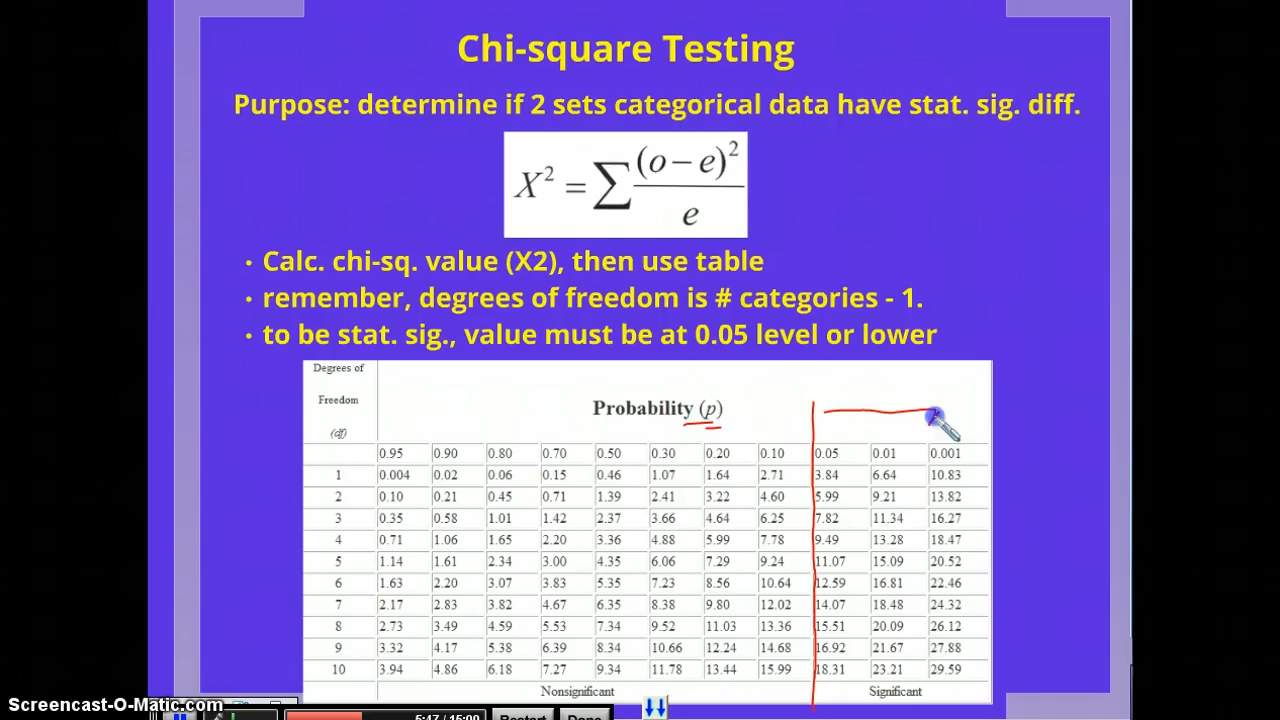 Chi-square Testing
Purpose: determine if 2 sets categorical data have stat. sig. diff.
X² = ∑ (o – e)² / e
• Calc. chi-sq. value (X2), then use table
• remember, degrees of freedom is # categories - 1.
• to be stat. sig., value must be at 0.05 level or lower
Degrees of
Freedom
(df)
Probability (p)
0.95 0.90 0.80 0.70 0.50 0.30 0.20 0.10 0.05 0.01 0.001
1 0.004 0.02 0.06 0.15 0.46 1.07 1.64 2.71 3.84 6.64 10.83
2 0.10 0.21 0.45 0.71 1.39 2.41 3.22 4.60 5.99 9.21 13.82
3 0.35 0.58 1.01 1.42 2.37 3.66 4.64 6.25 7.82 11.34 16.27
4 0.71 1.06 1.65 2.20 3.36 4.88 5.99 7.78 9.49 13.28 18.47
5 1.14 1.61 2.34 3.00 4.35 6.06 7.29 9.24 11.07 15.09 20.52
6 1.63 2.20 3.07 3.83 5.35 7.23 8.56 10.64 12.59 16.81 22.46
7 2.17 2.83 3.82 4.67 6.35 8.38 9.80 12.02 14.07 18.48 24.32
8 2.73 3.49 4.59 5.53 7.34 9.52 11.03 13.36 15.51 20.09 26.12
9 3.32 4.17 5.38 6.39 8.34 10.66 12.24 14.68 16.92 21.67 27.88
10 3.94 4.86 6.18 7.27 9.34 11.78 13.44 15.99 18.31 23.21 29.59
Nonsignificant Significant
Screencast-O-Matic.com
5:47 / 15:00 Restart Done